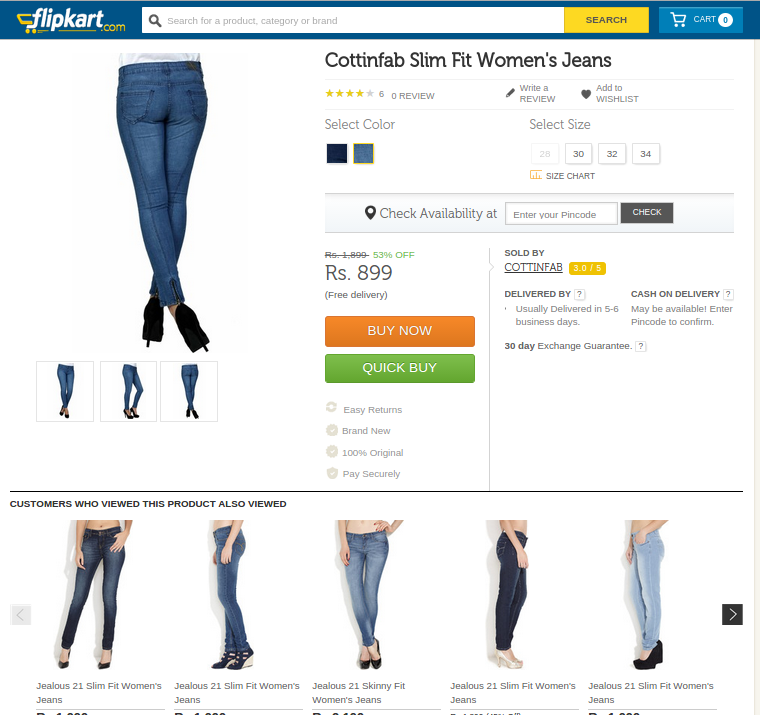 flipkart.com
Search for a product, category or brand
SEARCH
CART 0
Cottinfab Slim Fit Women's Jeans
6 0 REVIEW
Write a
REVIEW
Add to
WISHLIST
Select Color
Select Size
28 30 32 34
SIZE CHART
Check Availability at
Enter your Pincode
CHECK
Rs. 1,899 53% OFF
Rs. 899
(Free delivery)
BUY NOW
QUICK BUY
Easy Returns
Brand New
100% Original
Pay Securely
SOLD BY
COTTINFAB 3.0 / 5
DELIVERED BY ?
Usually Delivered in 5-6
business days.
CASH ON DELIVERY ?
May be available! Enter
Pincode to confirm.
30 day Exchange Guarantee. ?
CUSTOMERS WHO VIEWED THIS PRODUCT ALSO VIEWED
Jealous 21 Slim Fit Women's
Jeans
Jealous 21 Slim Fit Women's
Jeans
Jealous 21 Skinny Fit
Women's Jeans
Jealous 21 Slim Fit Women's
Jeans
Jealous 21 Slim Fit Women's
Jeans